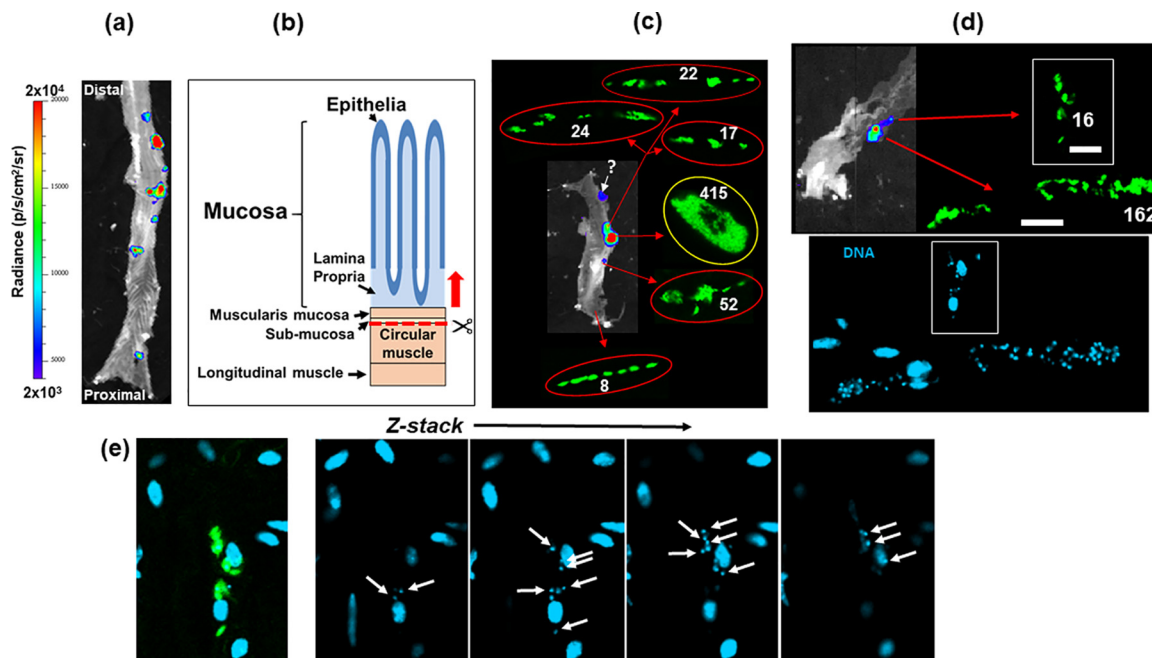 (a)
(b)
(c)
(d)
2x10⁴
20000
15000
10000
5000
2x10³
Radiance (p/s/cm²/sr)
Distal
Proximal
Epithelia
Mucosa
Lamina
Propria
Muscularis mucosa
Sub-mucosa
Circular
muscle
Longitudinal muscle
22
24
17
?
415
52
8
16
162
DNA
Z-stack
(e)